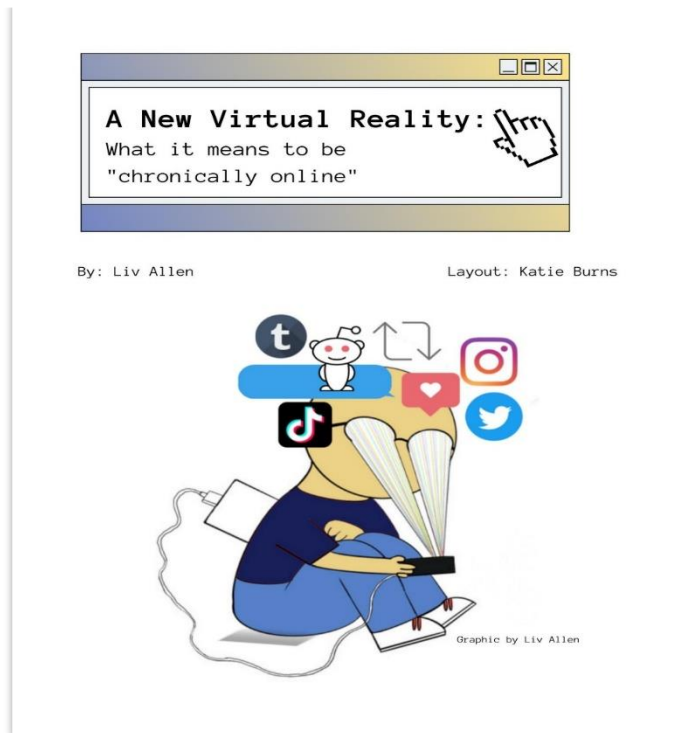 A New Virtual Reality:
What it means to be
"chronically online"
By: Liv Allen
Layout: Katie Burns
t
Graphic by Liv Allen